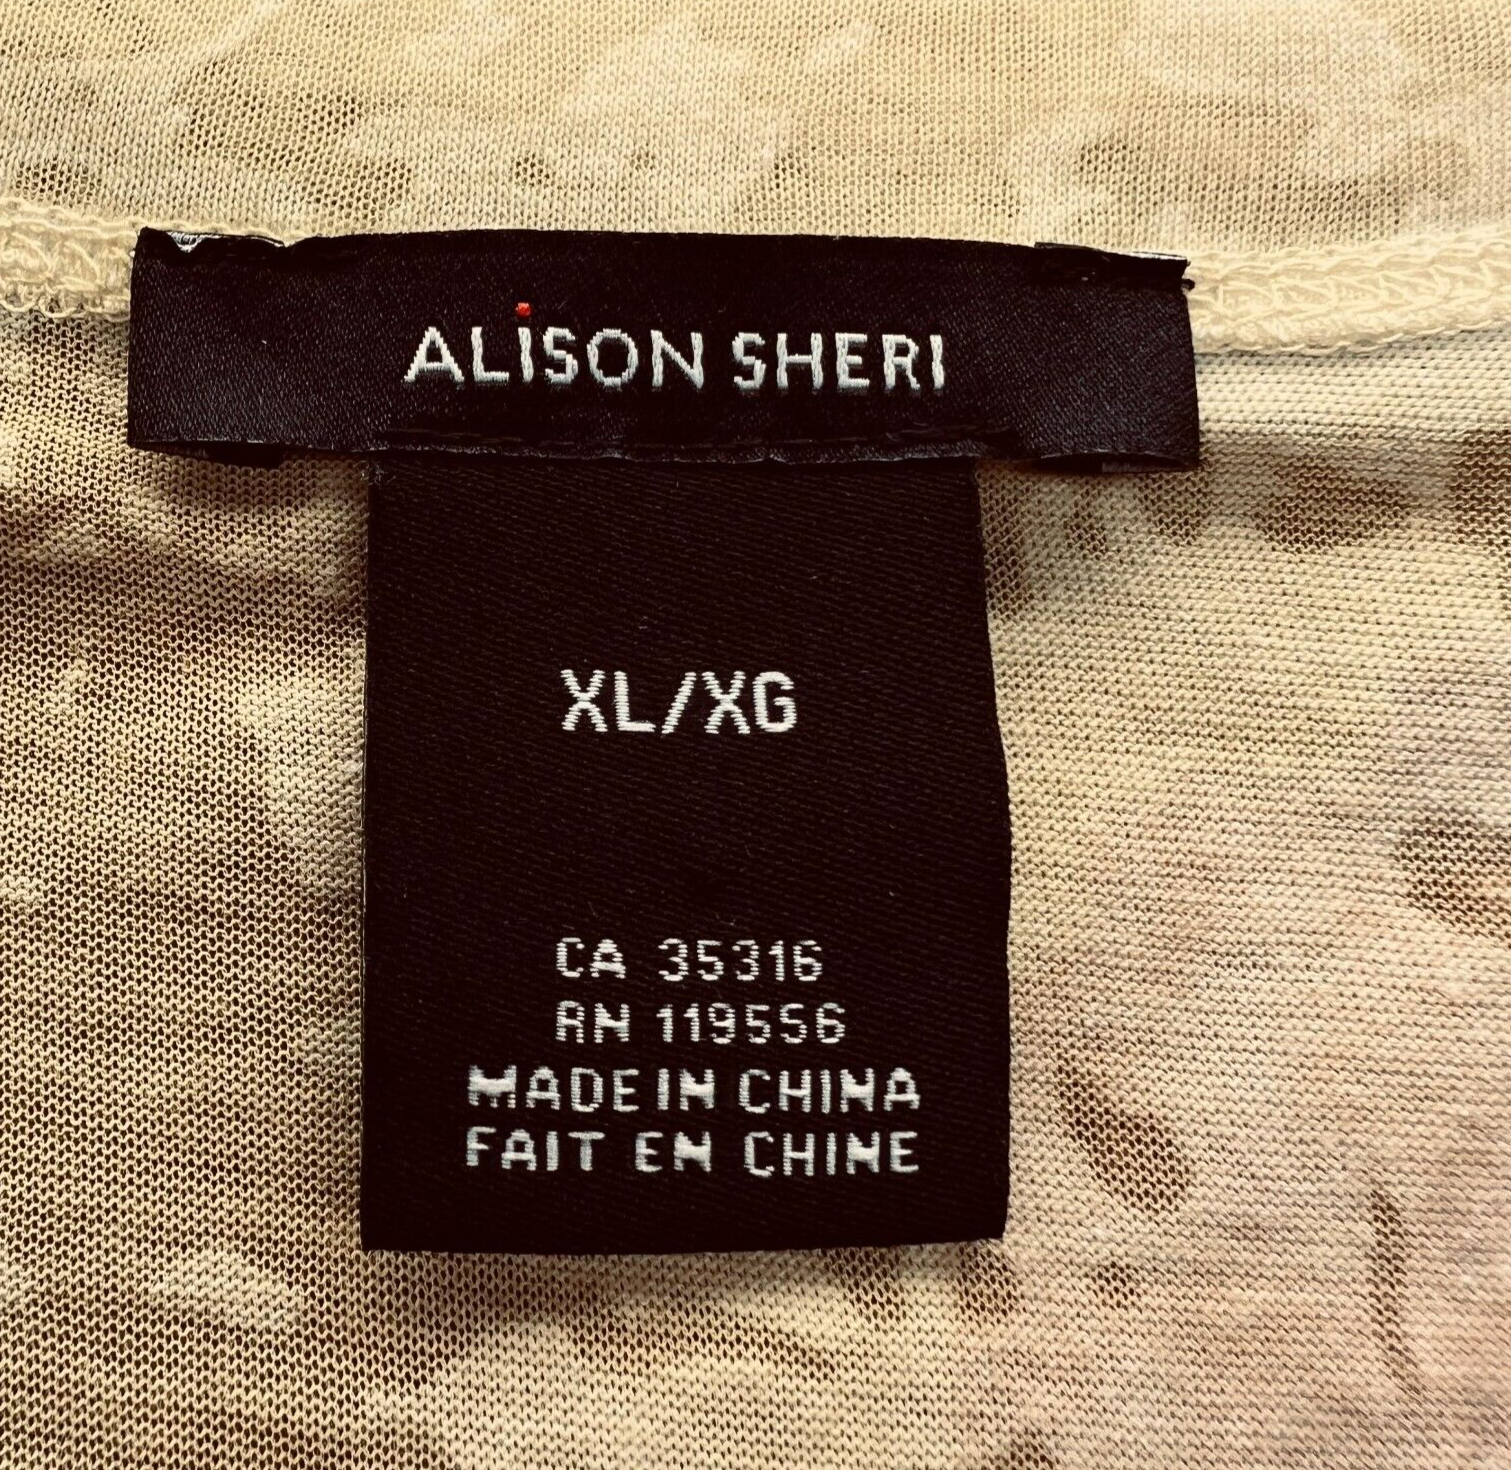 ALiSON SHERI
XL/XG
CA 35316
RN 119556
MADE IN CHINA
FAIT EN CHINE